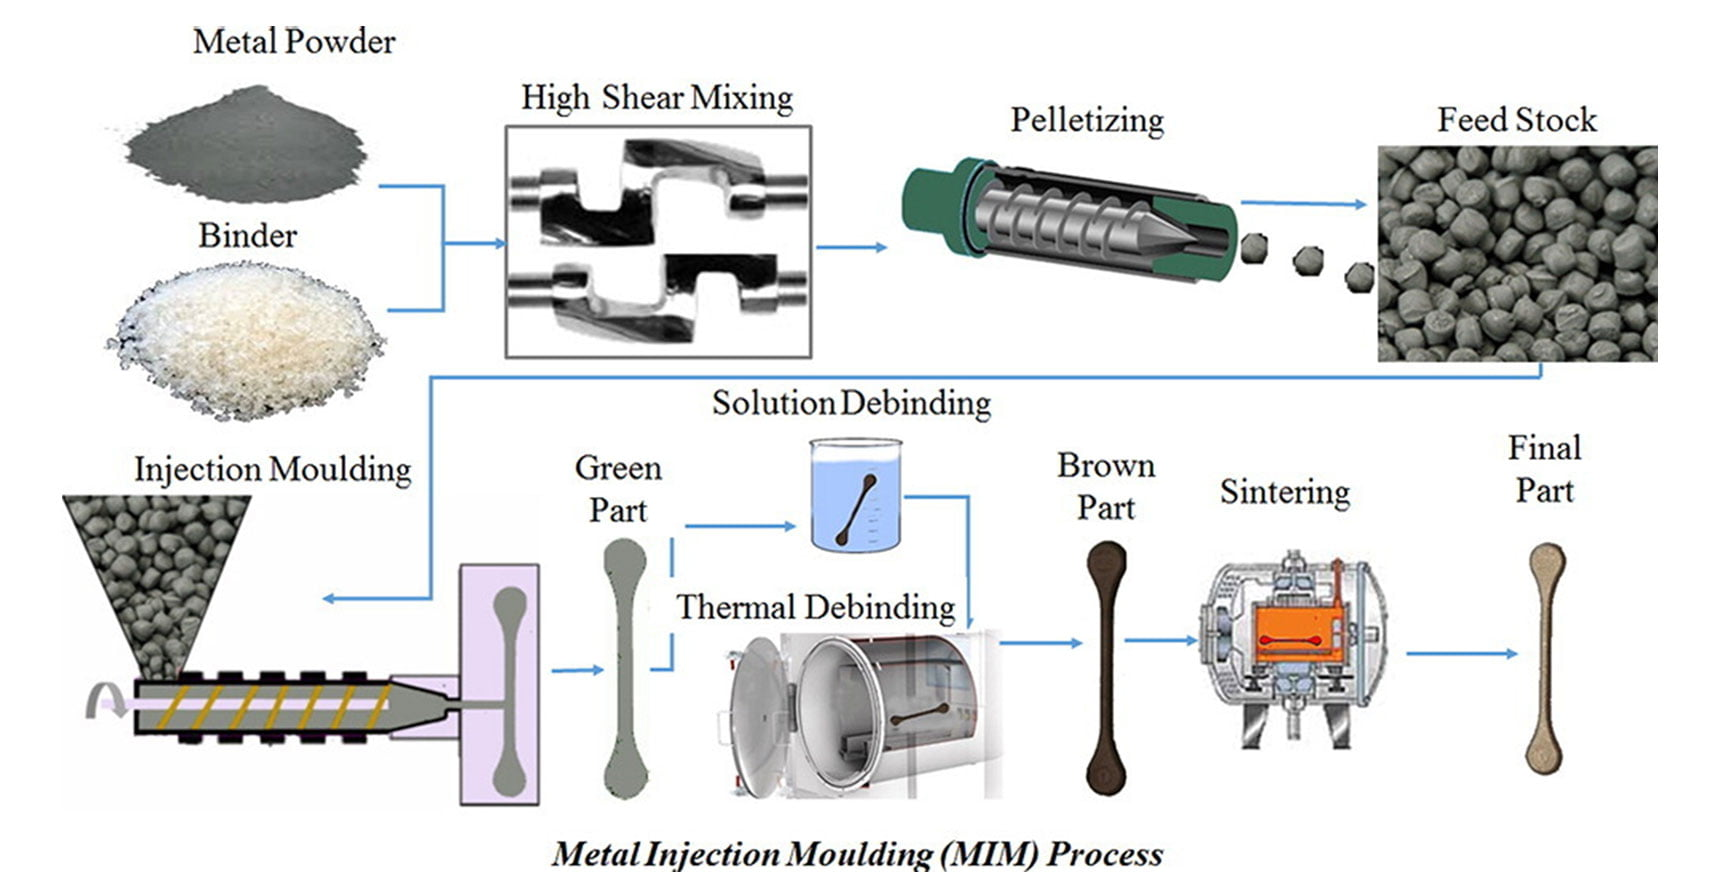 Metal Powder
High Shear Mixing
Pelletizing
Feed Stock
Binder
Solution Debinding
Injection Moulding
Green
Part
Brown
Part
Sintering
Final
Part
Thermal Debinding
Metal Injection Moulding (MIM) Process